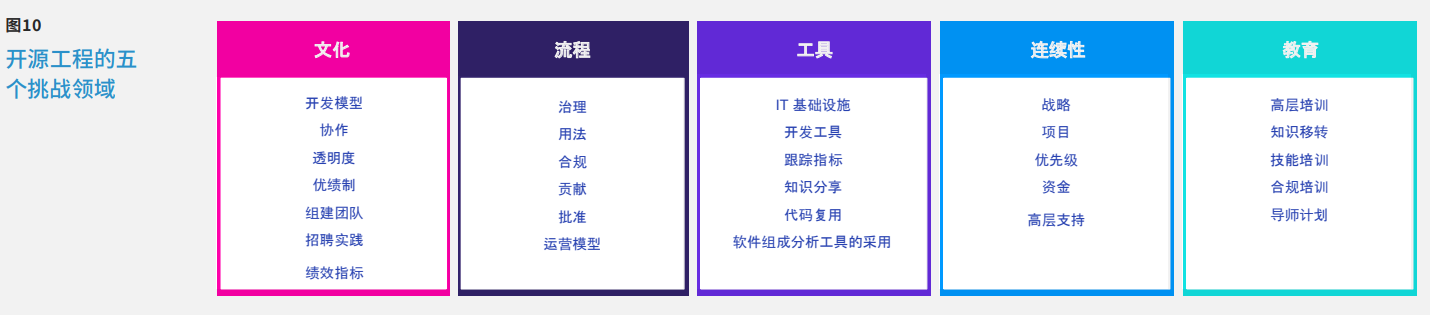 图10
开源工程的五
个挑战领域
文化
开发模型
协作
透明度
优绩制
组建团队
招聘实践
绩效指标
流程
治理
用法
合规
贡献
批准
运营模型
工具
IT 基础设施
开发工具
跟踪指标
知识分享
代码复用
软件组成分析工具的采用
连续性
战略
项目
优先级
资金
高层支持
教育
高层培训
知识移转
技能培训
合规培训
导师计划